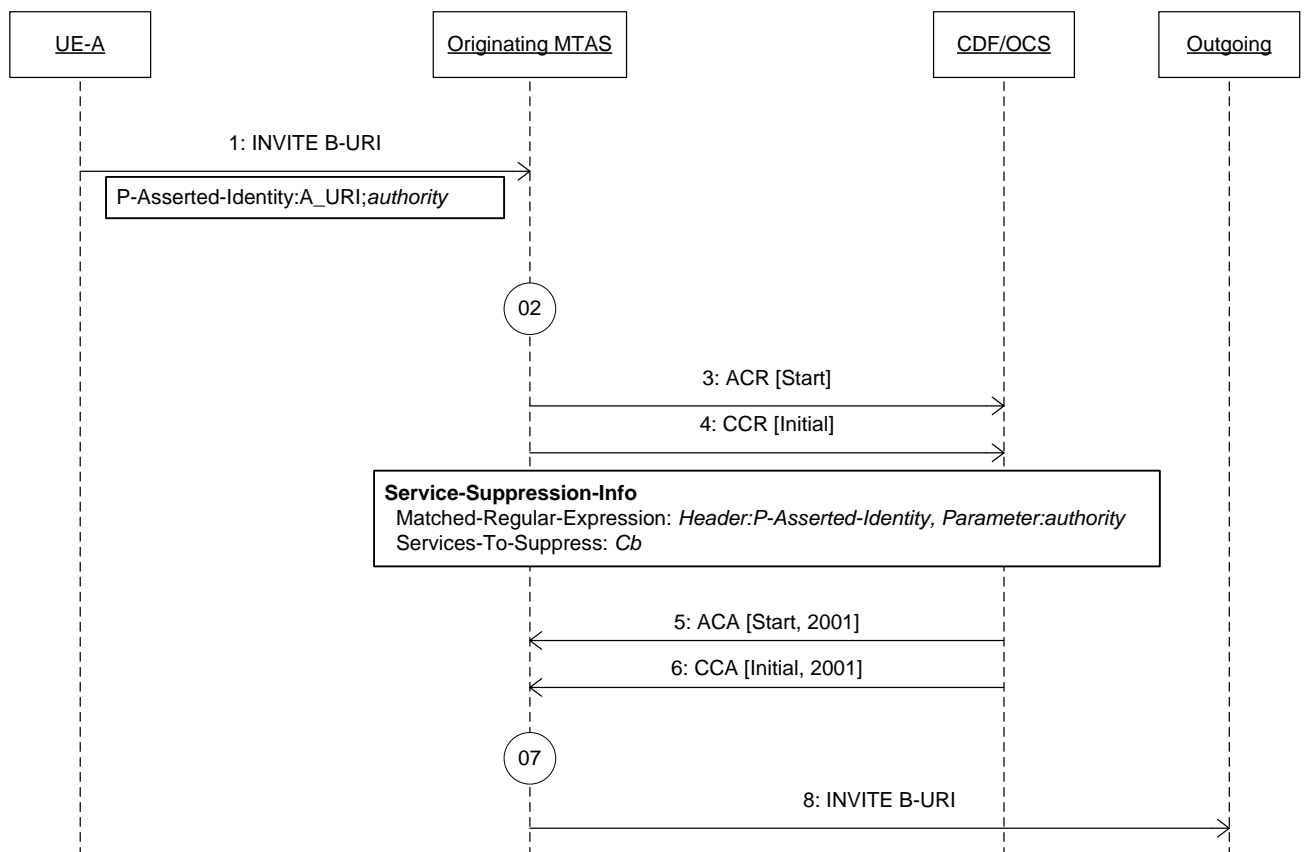 UE-A
Originating MTAS
CDF/OCS
Outgoing
1: INVITE B-URI
P-Asserted-Identity:A_URI;authority
02
3: ACR [Start]
4: CCR [Initial]
Service-Suppression-Info
Matched-Regular-Expression: Header:P-Asserted-Identity, Parameter:authority
Services-To-Suppress: Cb
5: ACA [Start, 2001]
6: CCA [Initial, 2001]
07
8: INVITE B-URI